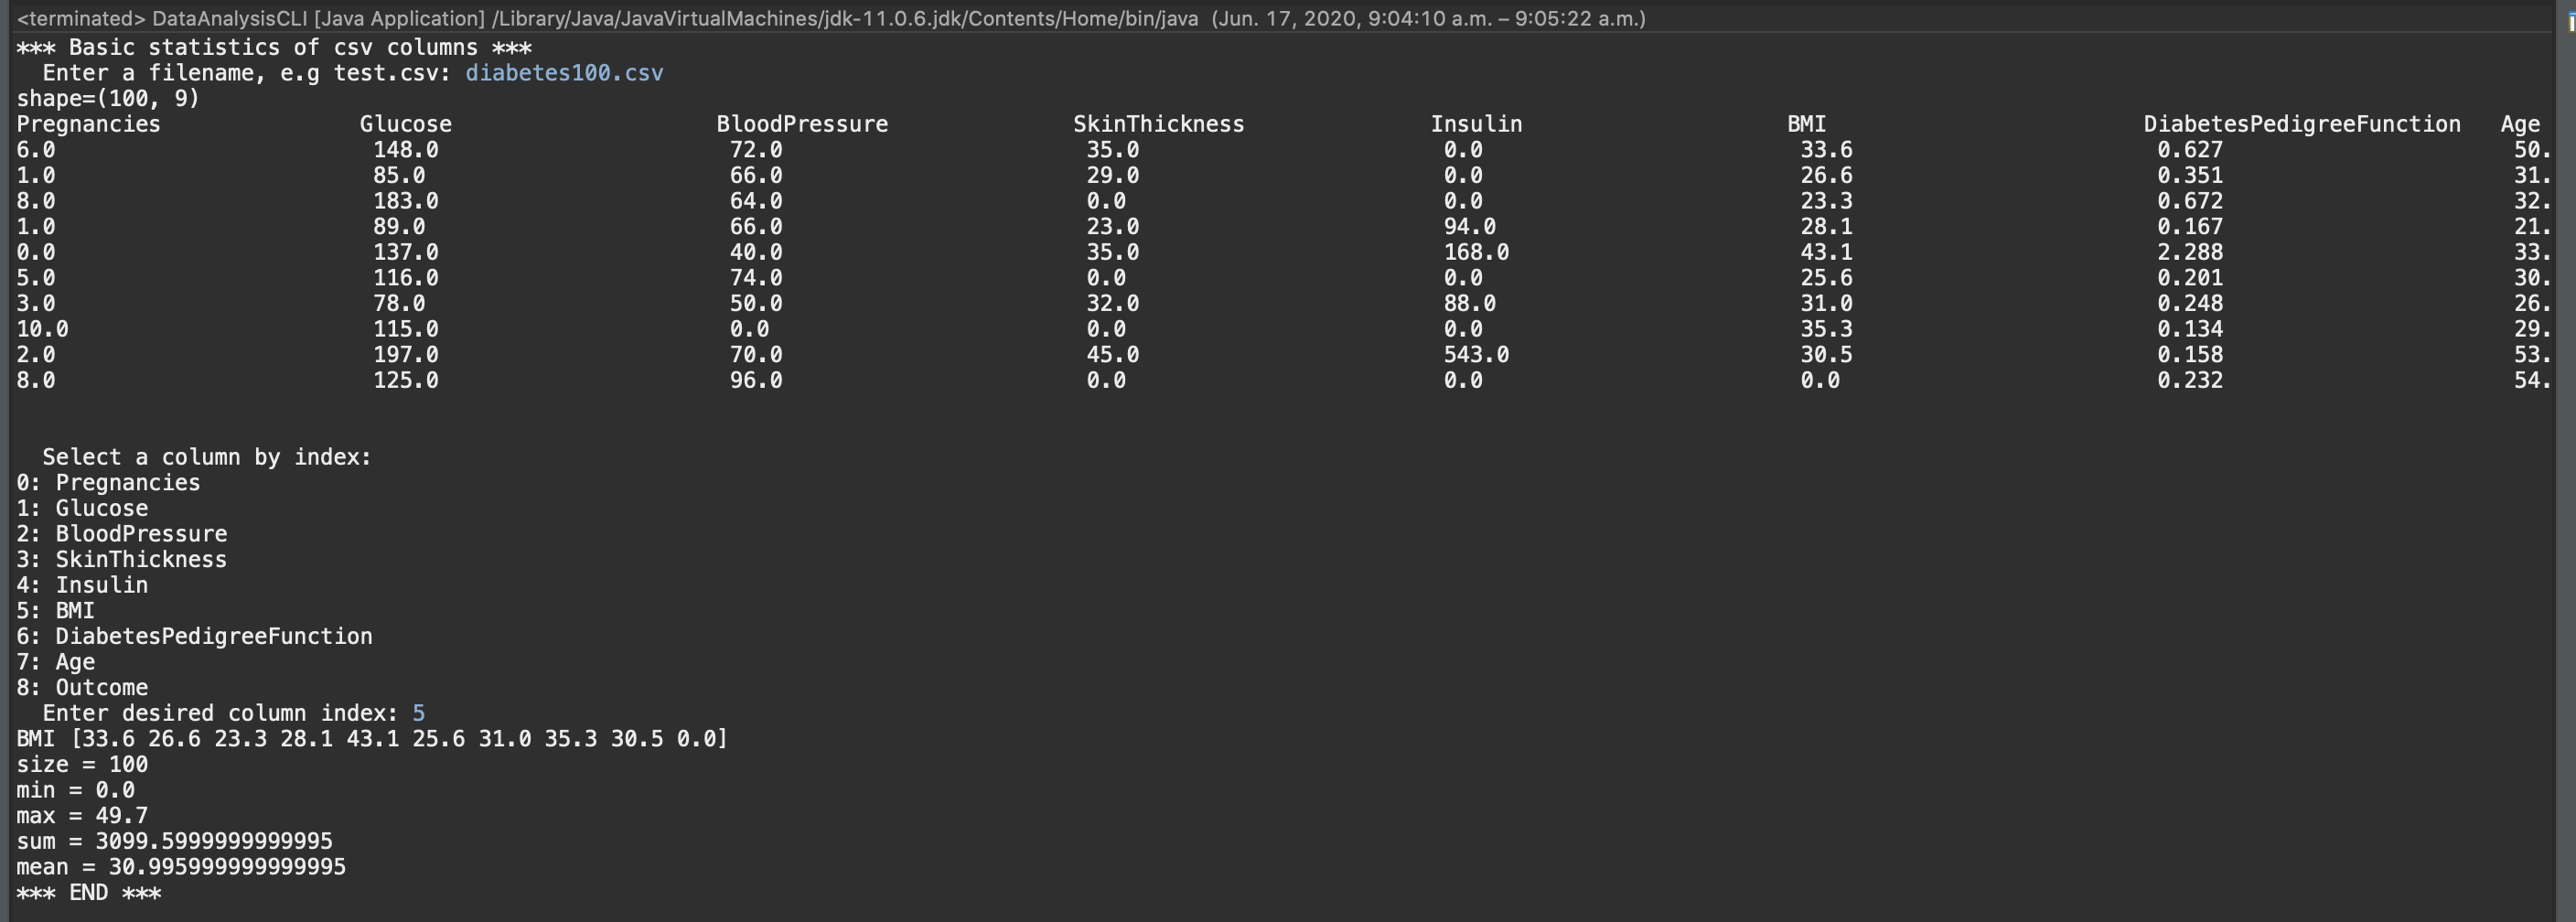 <terminated> DataAnalysisCLI [Java Application] /Library/Java/JavaVirtualMachines/jdk-11.0.6.jdk/Contents/Home/bin/java (Jun. 17, 2020, 9:04:10 a.m. – 9:05:22 a.m.)
*** Basic statistics of csv columns ***
  Enter a filename, e.g test.csv: diabetes100.csv
shape=(100, 9)
Pregnancies Glucose BloodPressure SkinThickness Insulin BMI DiabetesPedigreeFunction Age
6.0 148.0 72.0 35.0 0.0 33.6 0.627 50.
1.0 85.0 66.0 29.0 0.0 26.6 0.351 31.
8.0 183.0 64.0 0.0 0.0 23.3 0.672 32.
1.0 89.0 66.0 23.0 94.0 28.1 0.167 21.
0.0 137.0 40.0 35.0 168.0 43.1 2.288 33.
5.0 116.0 74.0 0.0 0.0 25.6 0.201 30.
3.0 78.0 50.0 32.0 88.0 31.0 0.248 26.
10.0 115.0 0.0 0.0 0.0 35.3 0.134 29.
2.0 197.0 70.0 45.0 543.0 30.5 0.158 53.
8.0 125.0 96.0 0.0 0.0 0.0 0.232 54.
  Select a column by index:
0: Pregnancies
1: Glucose
2: BloodPressure
3: SkinThickness
4: Insulin
5: BMI
6: DiabetesPedigreeFunction
7: Age
8: Outcome
  Enter desired column index: 5
BMI [33.6 26.6 23.3 28.1 43.1 25.6 31.0 35.3 30.5 0.0]
size = 100
min = 0.0
max = 49.7
sum = 3099.5999999999995
mean = 30.995999999999995
*** END ***